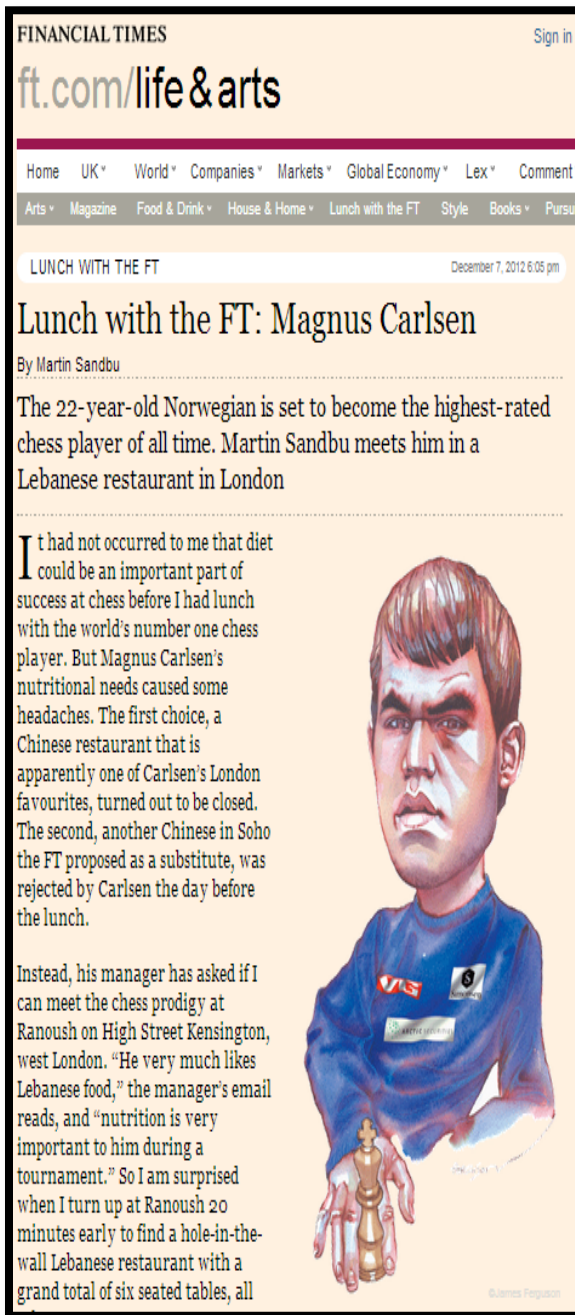 FINANCIAL TIMES
Sign in
ft.com/life&arts
Home UK World Companies Markets Global Economy Lex Comment
Arts Magazine Food & Drink House & Home Lunch with the FT Style Books Pursu
LUNCH WITH THE FT
December 7, 2012 6:05 pm
Lunch with the FT: Magnus Carlsen
By Martin Sandbu
The 22-year-old Norwegian is set to become the highest-rated
chess player of all time. Martin Sandbu meets him in a
Lebanese restaurant in London
It had not occurred to me that diet
could be an important part of
success at chess before I had lunch
with the world's number one chess
player. But Magnus Carlsen's
nutritional needs caused some
headaches. The first choice, a
Chinese restaurant that is
apparently one of Carlsen's London
favourites, turned out to be closed.
The second, another Chinese in Soho
the FT proposed as a substitute, was
rejected by Carlsen the day before
the lunch.
Instead, his manager has asked if I
can meet the chess prodigy at
Ranoush on High Street Kensington,
west London. “He very much likes
Lebanese food,” the manager's email
reads, and “nutrition is very
important to him during a
tournament.” So I am surprised
when I turn up at Ranoush 20
minutes early to find a hole-in-the-
wall Lebanese restaurant with a
grand total of six seated tables, all
VG
S
Simonsen
ARCTIC SECURITIES
©James Ferguson